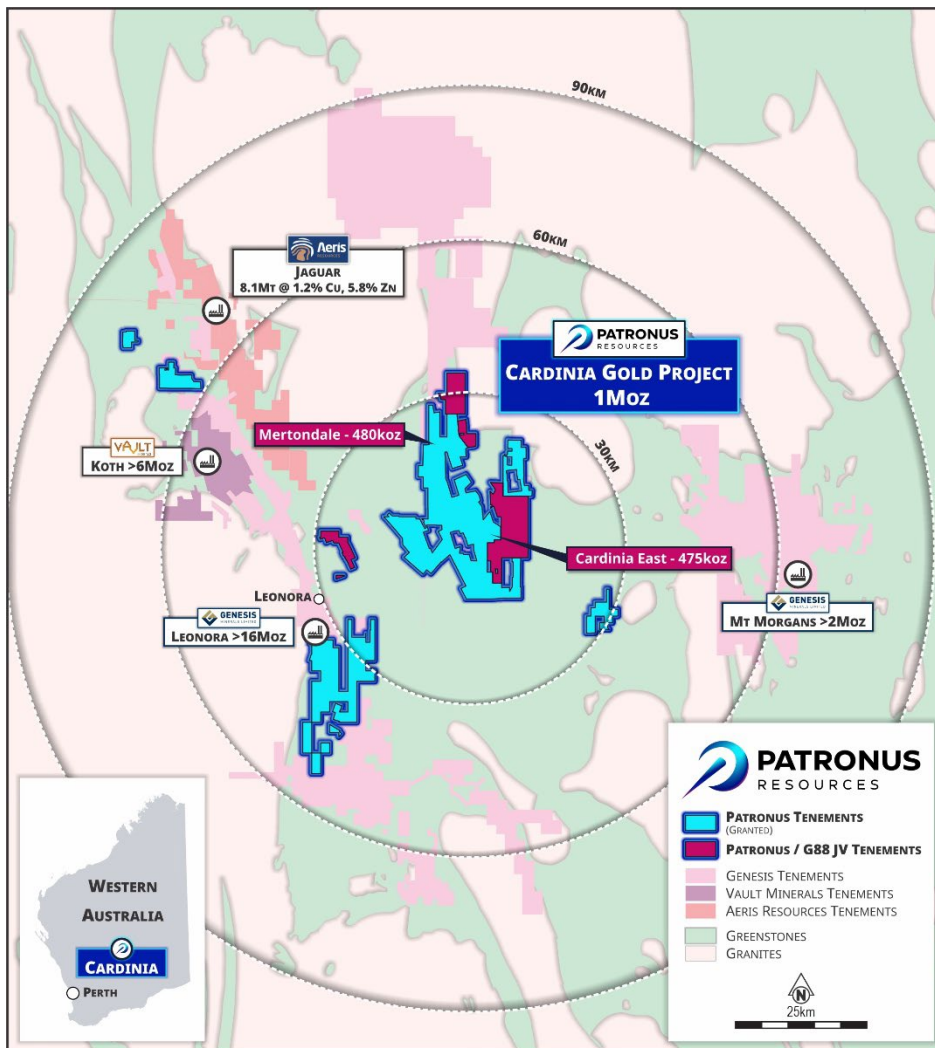 90KM
60KM
Aeris
RESOURCES
JAGUAR
8.1MT @ 1.2% CU, 5.8% ZN
PATRONUS
RESOURCES
CARDINIA GOLD PROJECT
1MOZ
Mertondale - 480koz
30KM
VAULT
KOTH >6MOZ
Cardinia East - 475koz
LEONORA
GENESIS
LEONORA >16MOZ
GENESIS
MT MORGANS >2MOZ
PATRONUS
RESOURCES
PATRONUS TENEMENTS
(GRANTED)
PATRONUS / G88 JV TENEMENTS
GENESIS TENEMENTS
VAULT MINERALS TENEMENTS
AERIS RESOURCES TENEMENTS
GREENSTONES
GRANITES
N
25km
WESTERN
AUSTRALIA
CARDINIA
PERTH